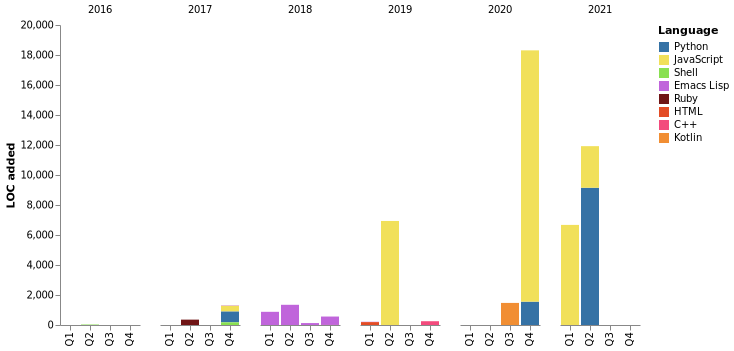 2016 2017 2018 2019 2020 2021
Language
Python
JavaScript
Shell
Emacs Lisp
Ruby
HTML
C++
Kotlin
LOC added
20,000
18,000
16,000
14,000
12,000
10,000
8,000
6,000
4,000
2,000
0
Q1 Q2 Q3 Q4 Q1 Q2 Q3 Q4 Q1 Q2 Q3 Q4 Q1 Q2 Q3 Q4 Q1 Q2 Q3 Q4 Q1 Q2 Q3 Q4